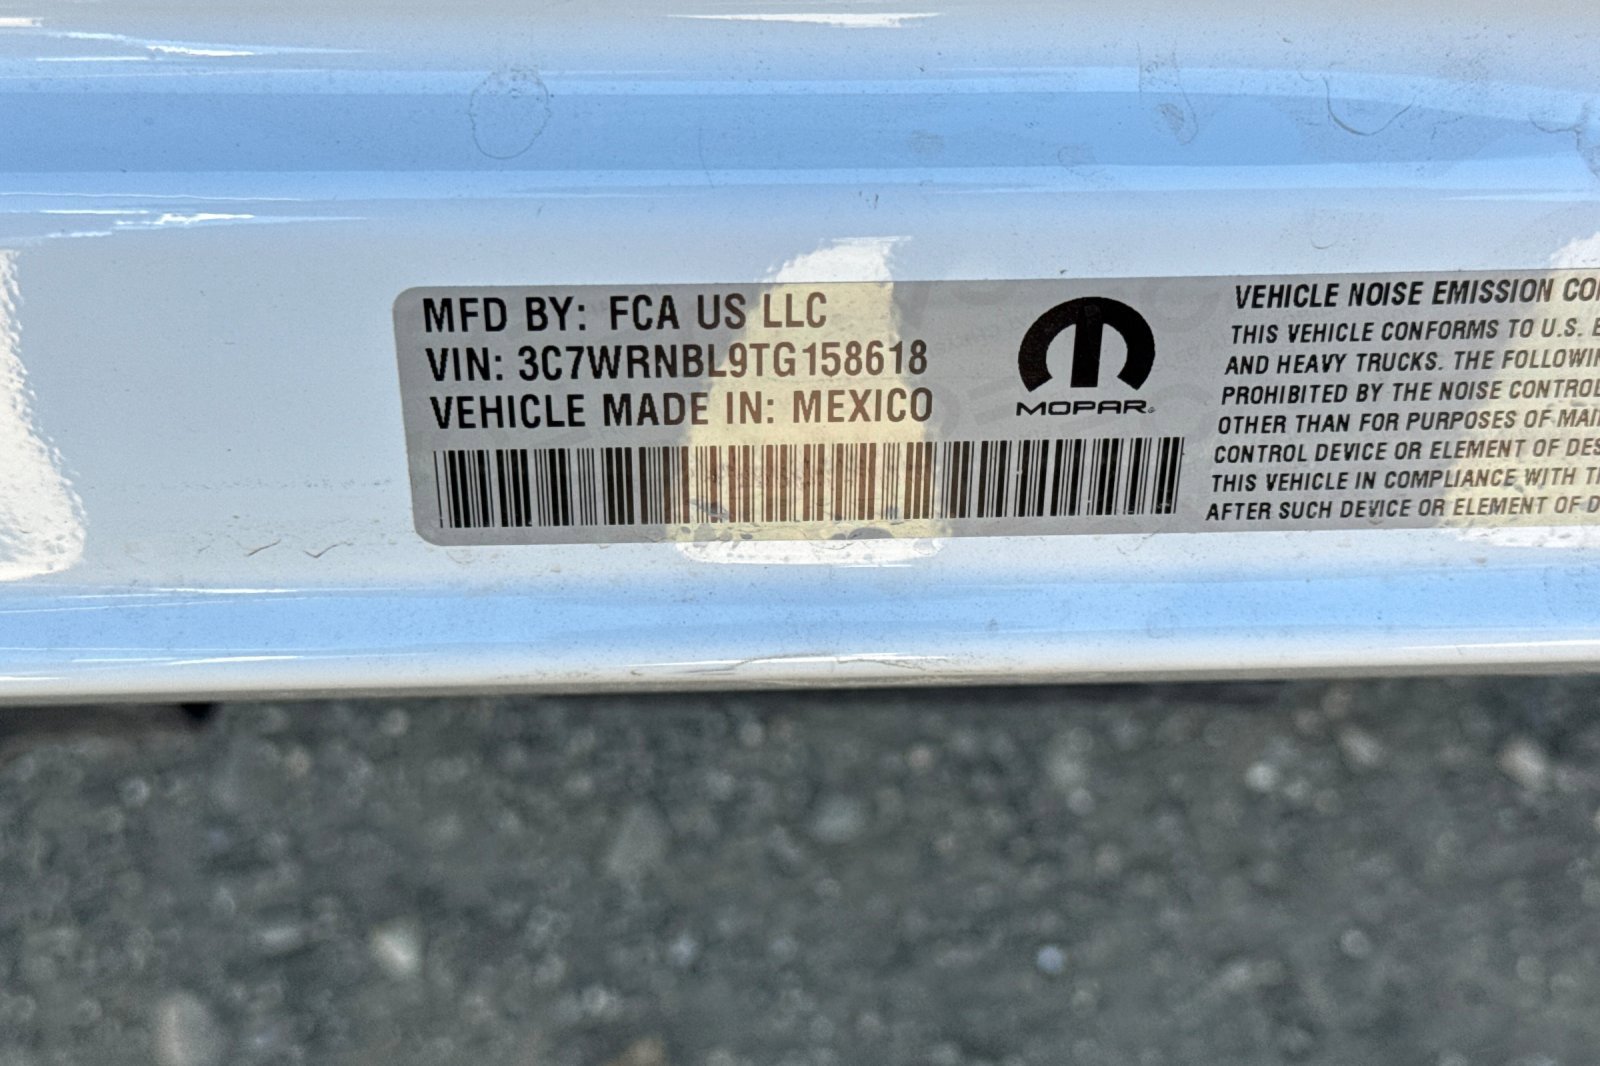 MFD BY: FCA US LLC
VIN: 3C7WRNBL9TG158618
VEHICLE MADE IN: MEXICO
MOPAR
VEHICLE NOISE EMISSION
THIS VEHICLE CONFORMS TO U.S.
AND HEAVY TRUCKS. THE
PROHIBITED BY THE NOISE CONTROL
OTHER THAN FOR PURPOSES OF
CONTROL DEVICE OR ELEMENT OF
THIS VEHICLE IN COMPLIANCE WITH
AFTER SUCH DEVICE OR ELEMENT OF